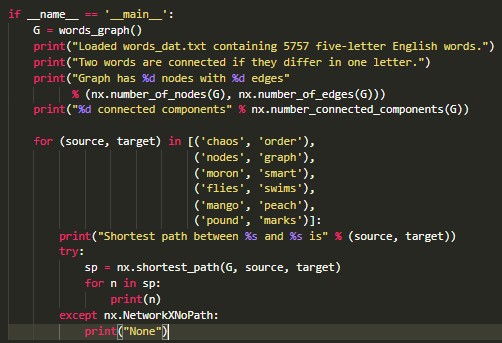 if __name__ == '__main__':
    G = words_graph()
    print("Loaded words_dat.txt containing 5757 five-letter English words.")
    print("Two words are connected if they differ in one letter.")
    print("Graph has %d nodes with %d edges"
          % (nx.number_of_nodes(G), nx.number_of_edges(G)))
    print("%d connected components" % nx.number_connected_components(G))

    for (source, target) in [('chaos', 'order'),
                             ('nodes', 'graph'),
                             ('moron', 'smart'),
                             ('flies', 'swims'),
                             ('mango', 'peach'),
                             ('pound', 'marks')]:
        print("Shortest path between %s and %s is" % (source, target))
        try:
            sp = nx.shortest_path(G, source, target)
            for n in sp:
                print(n)
        except nx.NetworkXNoPath:
            print("None")